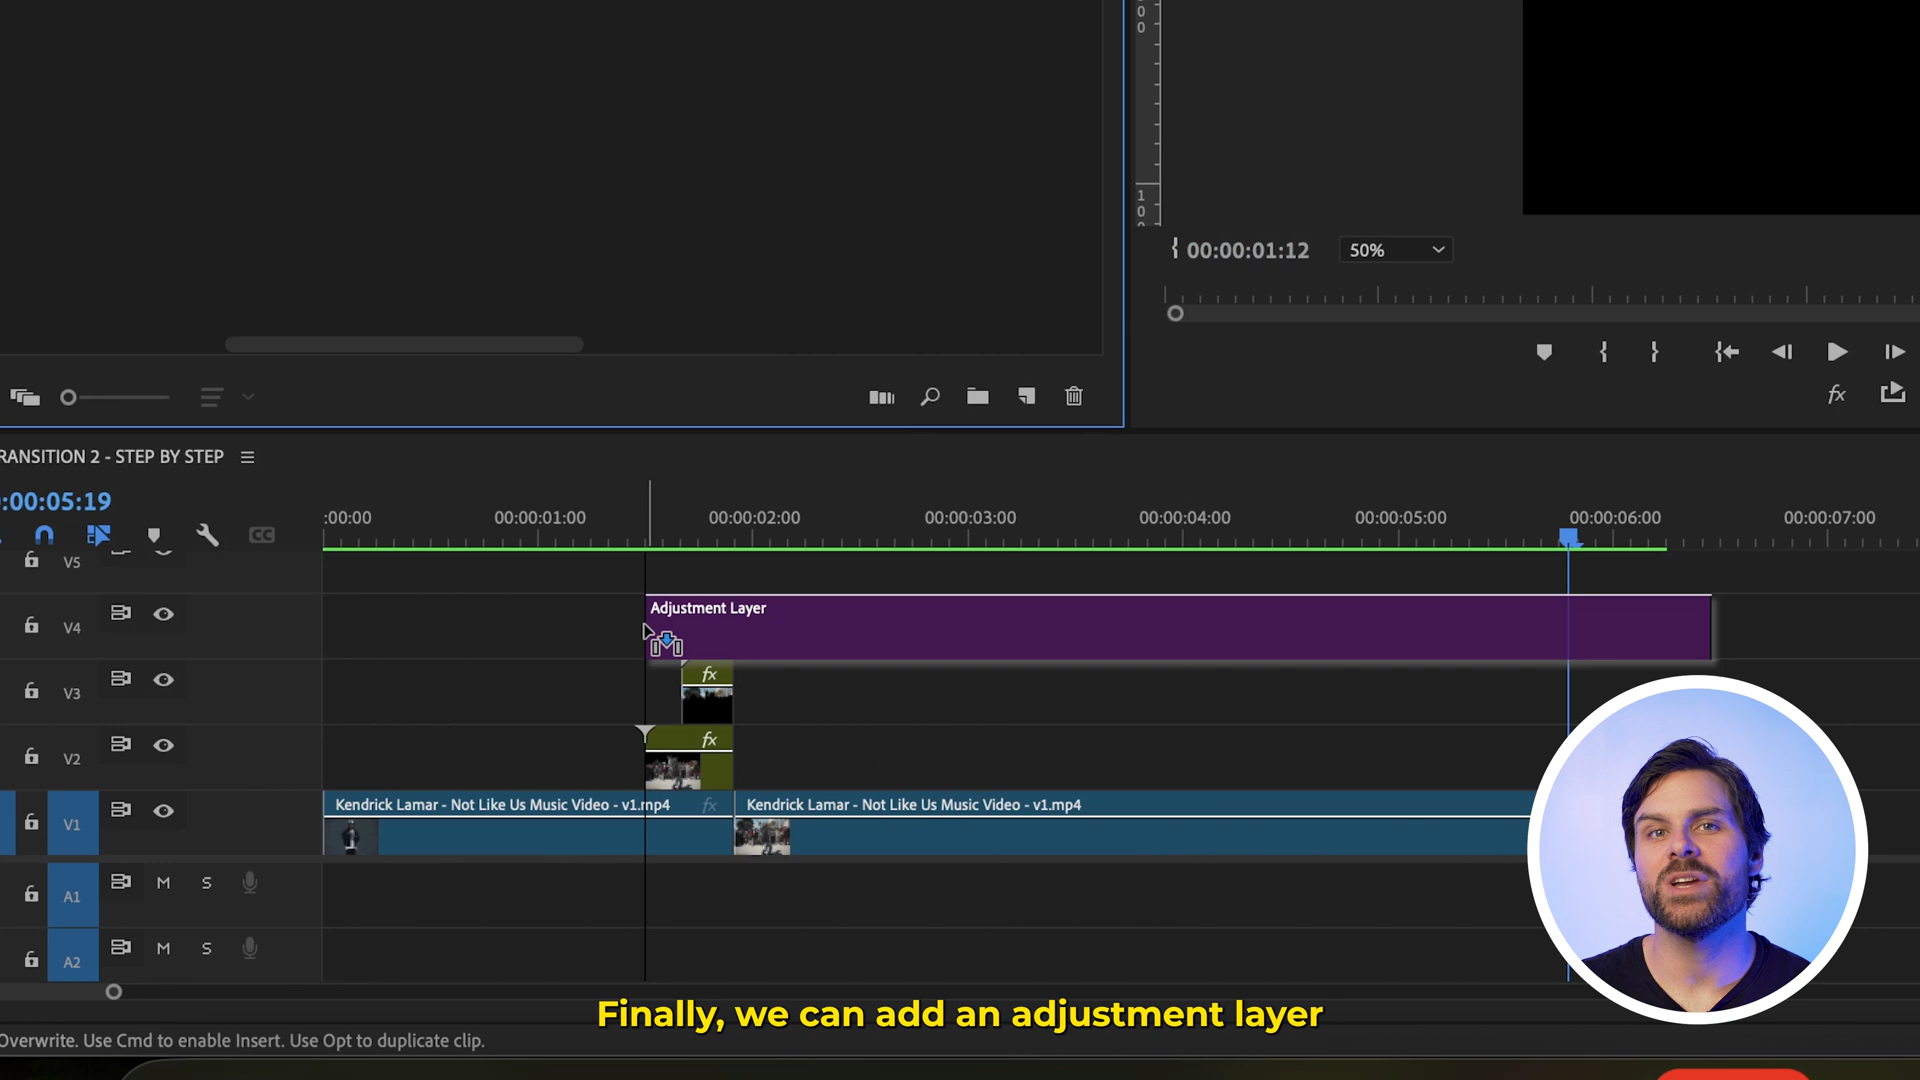 0
0
1
0
0
00:00:01:12
50%
fx
RANSITION 2 - STEP BY STEP
:00:05:19
CC
:00:00
00:00:01:00
00:00:02:00
00:00:03:00
00:00:04:00
00:00:05:00
00:00:06:00
00:00:07:00
V5
V4
Adjustment Layer
V3
fx
V2
fx
V1
Kendrick Lamar - Not Like Us Music Video - v1.mp4
fx
Kendrick Lamar - Not Like Us Music Video - v1.mp4
A1
M
S
A2
M
S
Finally, we can add an adjustment layer
Overwrite. Use Cmd to enable Insert. Use Opt to duplicate clip.